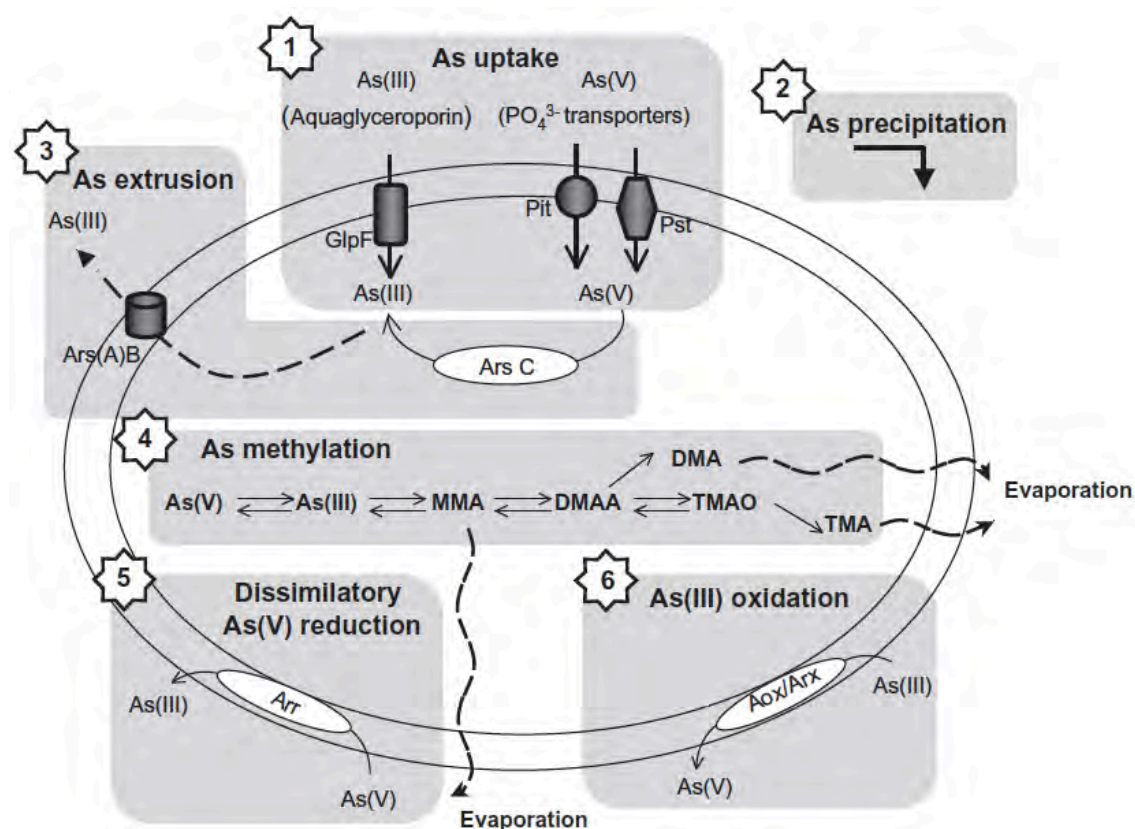 1
As uptake
As(III)
As(V)
(Aquaglyceroporin)
(PO₄³⁻ transporters)
GlpF
Pit
Pst
As(III)
As(V)
2
As precipitation
3
As extrusion
As(III)
Ars(A)B
Ars C
4
As methylation
As(V)
As(III)
MMA
DMAA
DMA
TMAO
TMA
Evaporation
5
Dissimilatory
As(V) reduction
As(III)
Arr
As(V)
Evaporation
6
As(III) oxidation
Aox/Arx
As(III)
As(V)